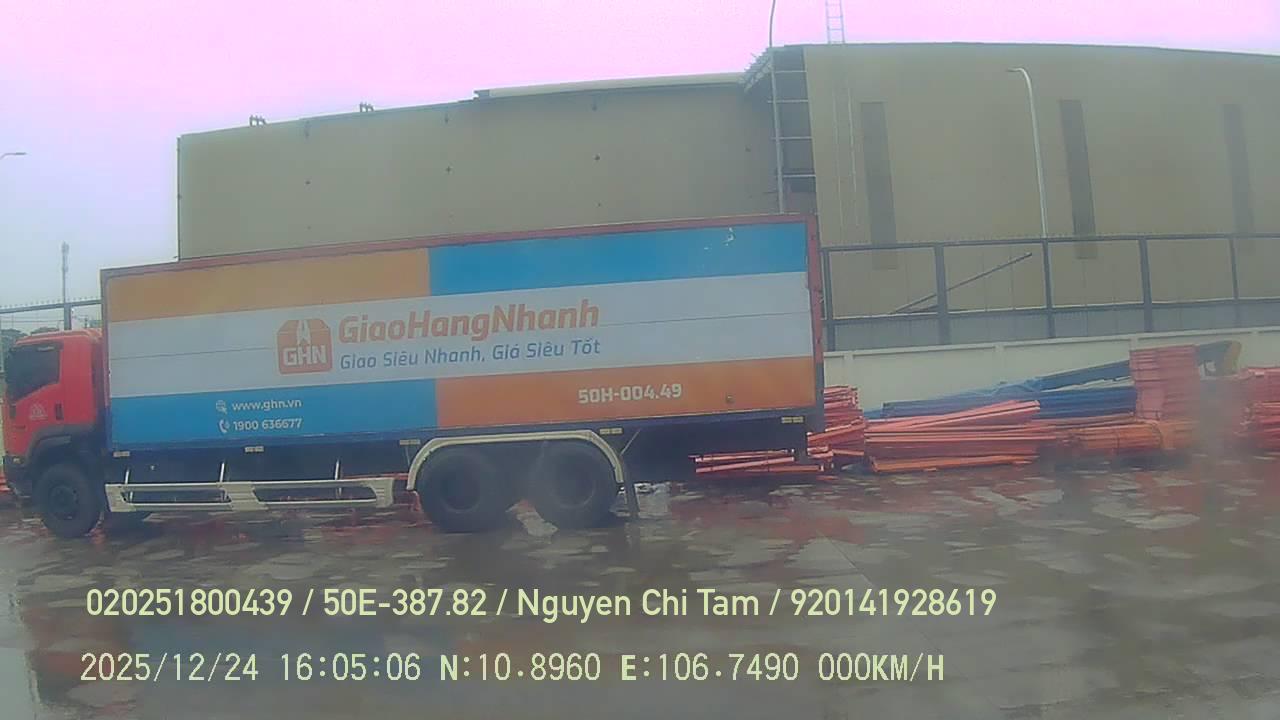 GHN
GiaoHangNhanh
Giao Siêu Nhanh, Giá Siêu Tốt
www.ghn.vn
1900 636677
50H-004.49
020251800439 / 50E-387.82 / Nguyen Chi Tam / 920141928619
2025/12/24 16:05:06 N:10.8960 E:106.7490 000KM/H